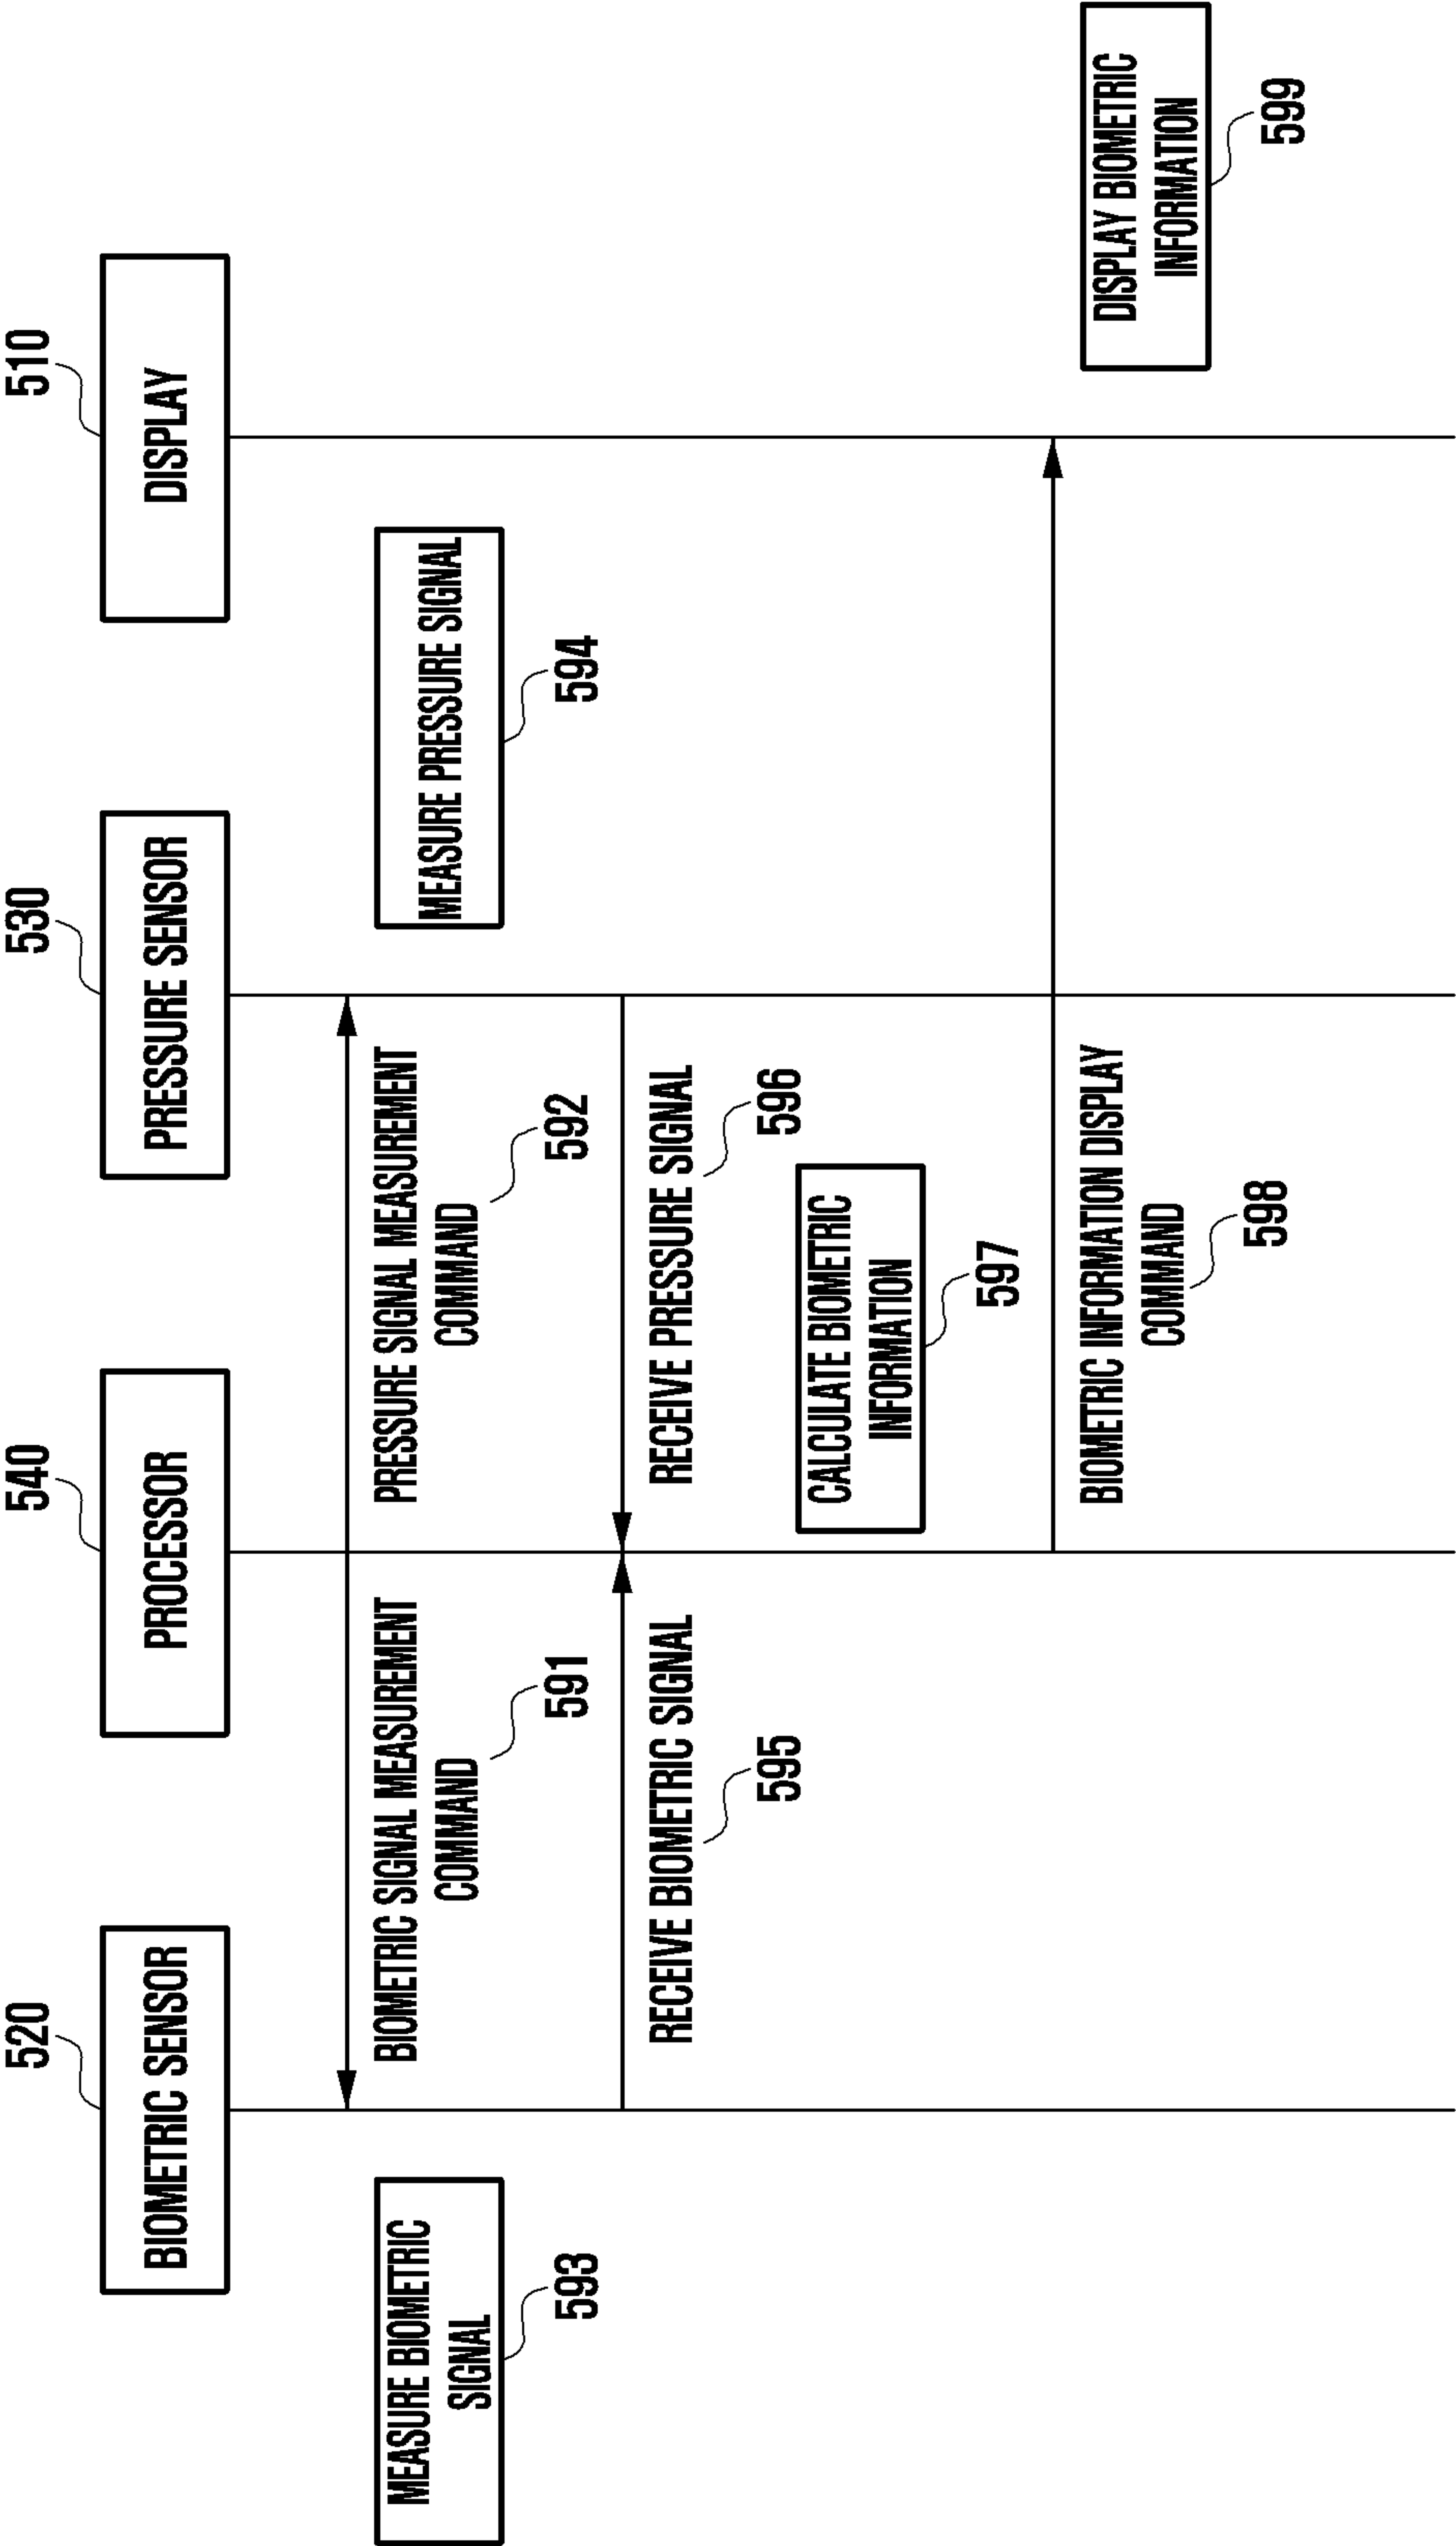 520
540
530
510
BIOMETRIC SENSOR
PROCESSOR
PRESSURE SENSOR
DISPLAY
BIOMETRIC SIGNAL MEASUREMENT
COMMAND
591
PRESSURE SIGNAL MEASUREMENT
COMMAND
592
MEASURE BIOMETRIC
SIGNAL
593
MEASURE PRESSURE SIGNAL
594
RECEIVE BIOMETRIC SIGNAL
595
RECEIVE PRESSURE SIGNAL
596
CALCULATE BIOMETRIC
INFORMATION
597
BIOMETRIC INFORMATION DISPLAY
COMMAND
598
DISPLAY BIOMETRIC
INFORMATION
599